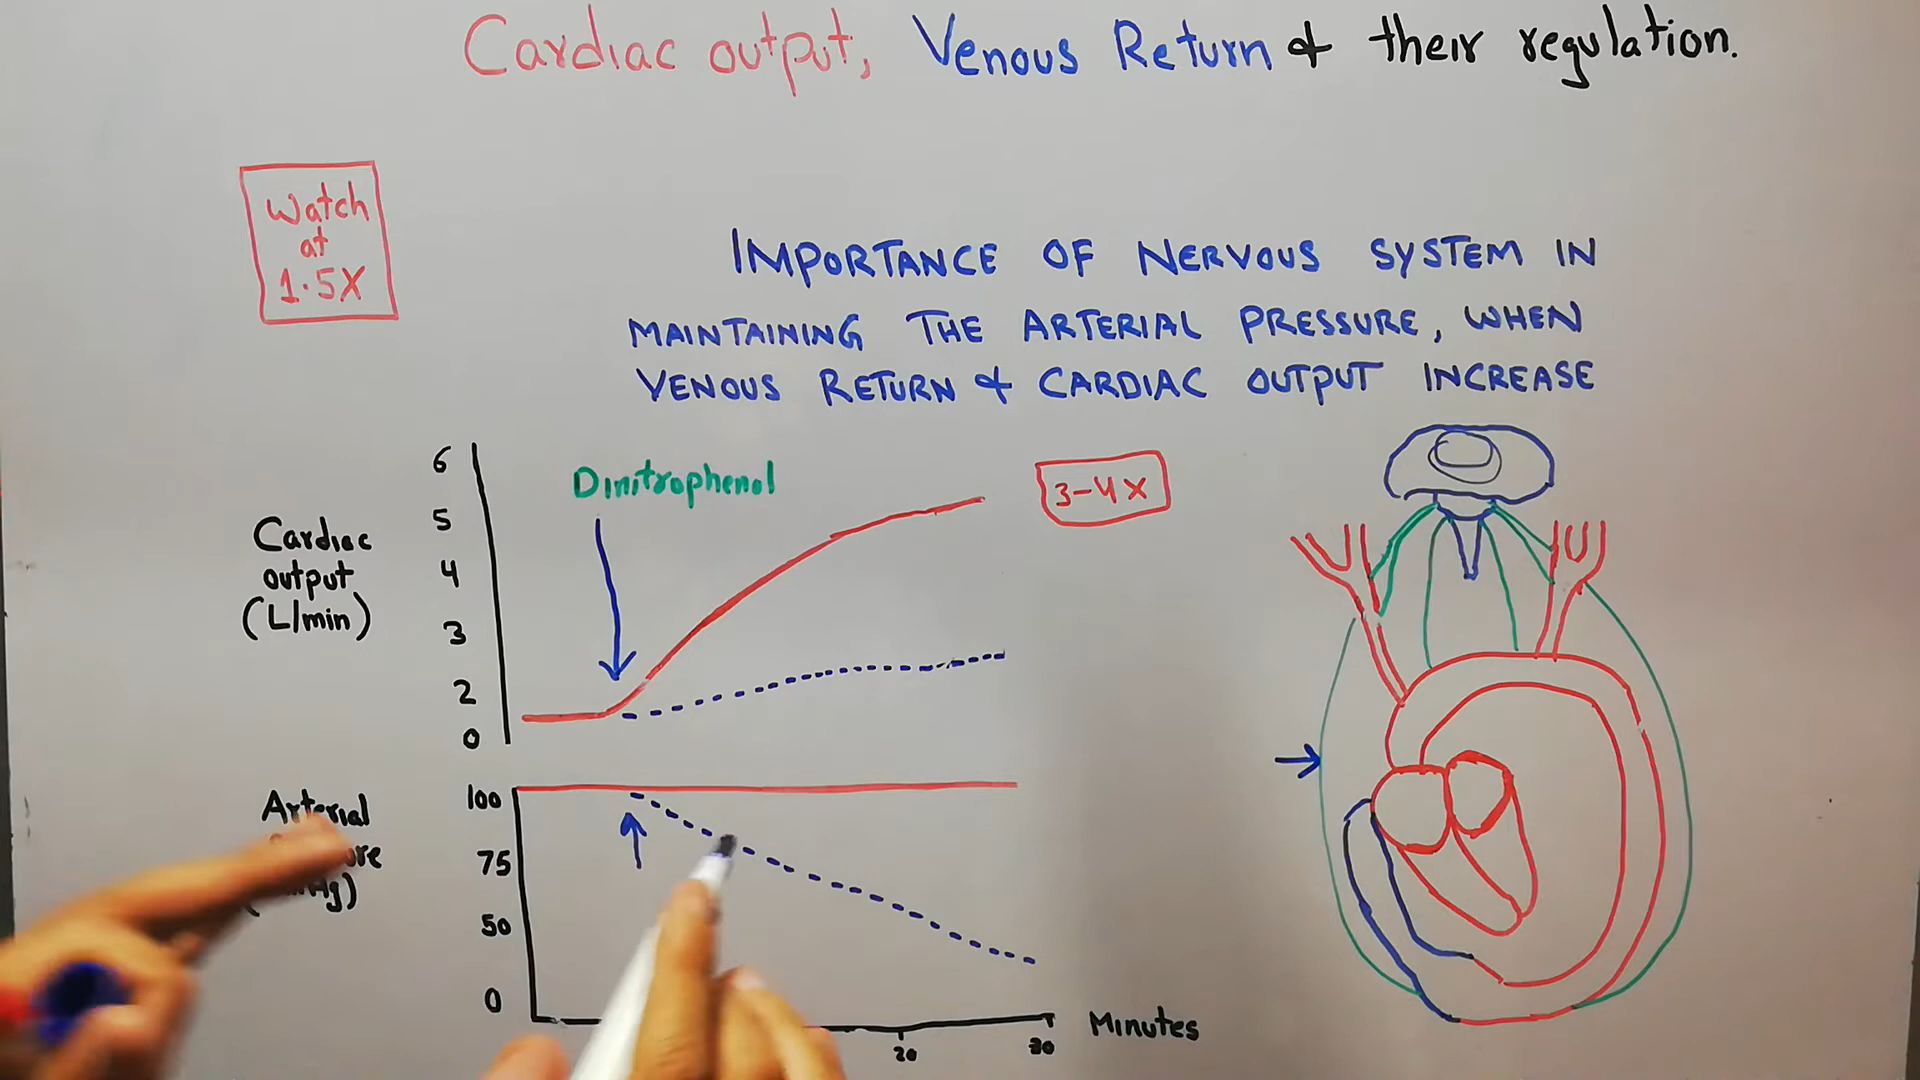 Cardiac output, Venous Return & their regulation.
Watch
at
1.5X
IMPORTANCE OF NERVOUS SYSTEM IN
MAINTAINING THE ARTERIAL PRESSURE, WHEN
VENOUS RETURN & CARDIAC OUTPUT INCREASE
Cardiac
output
(L/min)
6
5
4
3
2
0
Dinitrophenol
3-4X
Arterial
100
75
50
0
20
30
Minutes